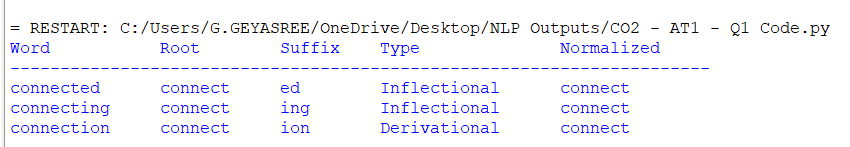 = RESTART: C:/Users/G.GEYASREE/OneDrive/Desktop/NLP Outputs/CO2 - AT1 - Q1 Code.py
Word Root Suffix Type Normalized
----------------------------------------------------------------------
connected connect ed Inflectional connect
connecting connect ing Inflectional connect
connection connect ion Derivational connect